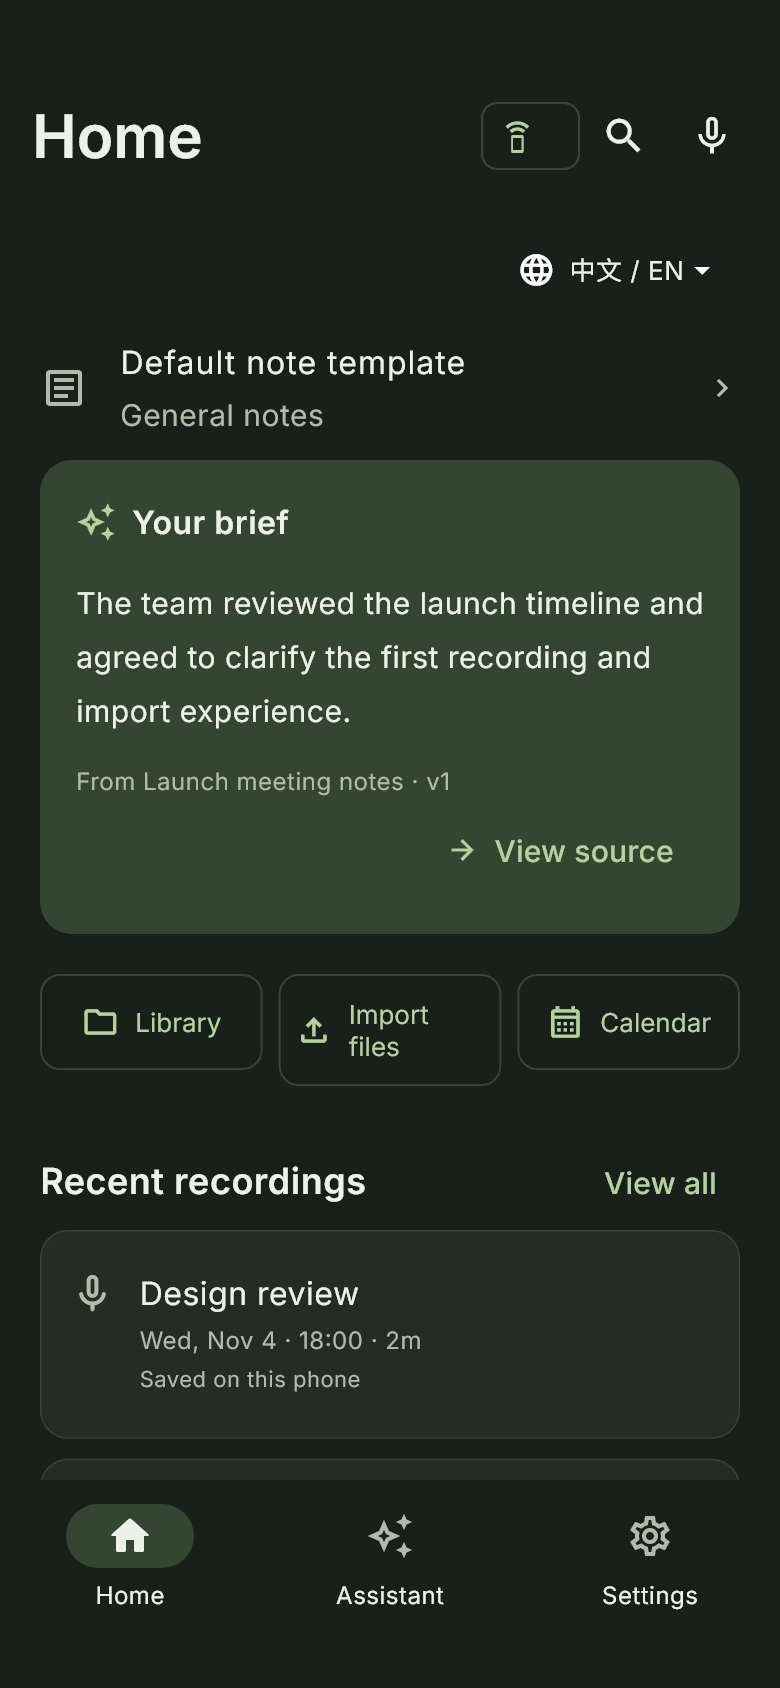 Home
中文 / EN
Default note template
General notes
Your brief
The team reviewed the launch timeline and
agreed to clarify the first recording and
import experience.
From Launch meeting notes · v1
View source
Library
Import
files
Calendar
Recent recordings
View all
Design review
Wed, Nov 4 · 18:00 · 2m
Saved on this phone
Home
Assistant
Settings